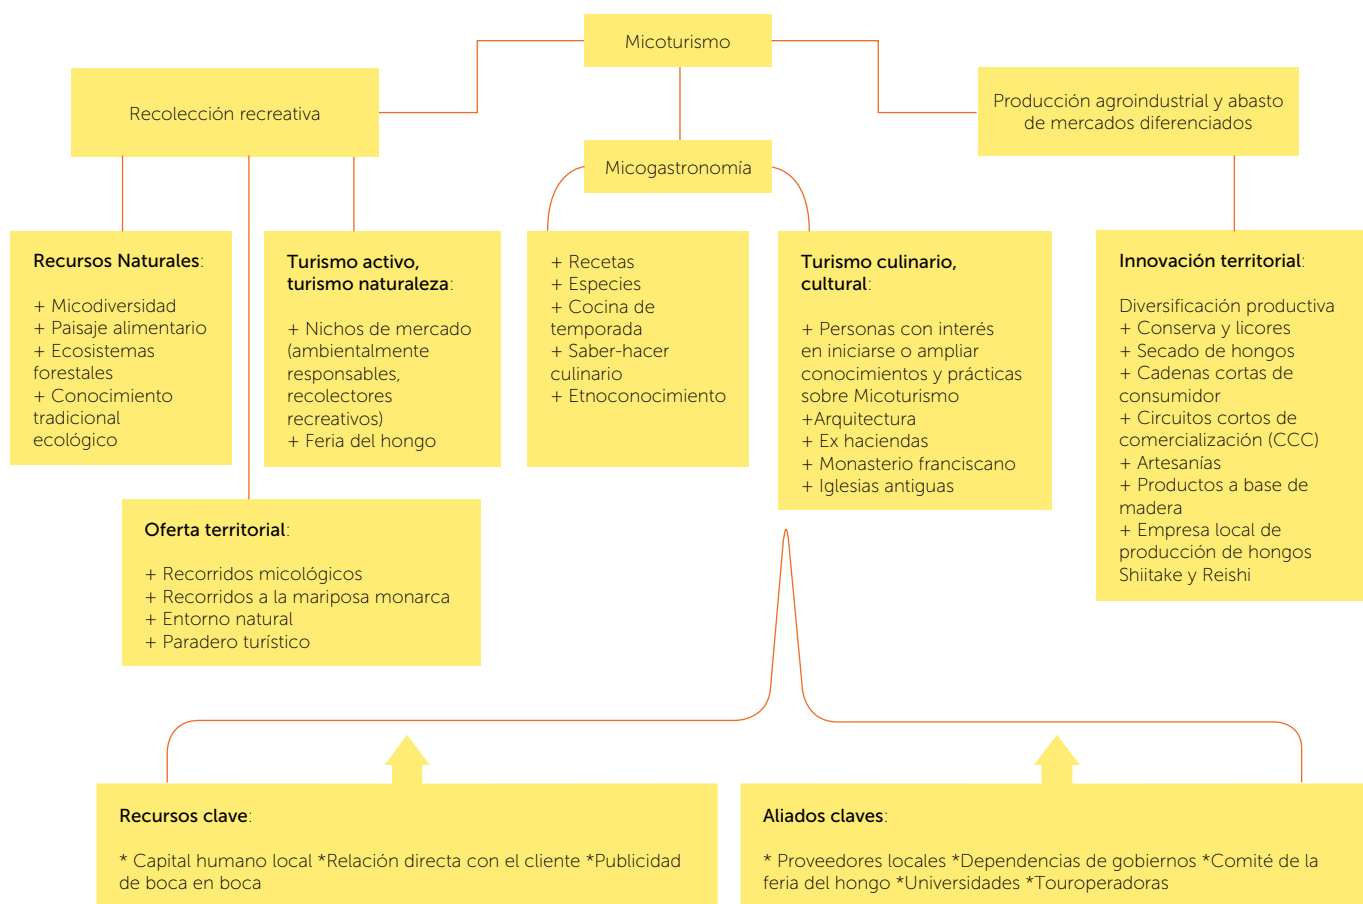 Micoturismo
Recolección recreativa
Producción agroindustrial y abasto
de mercados diferenciados
Micogastronomía
Recursos Naturales:
+ Micodiversidad
+ Paisaje alimentario
+ Ecosistemas
forestales
+ Conocimiento
tradicional
ecológico
Turismo activo,
turismo naturaleza:
+ Nichos de mercado
(ambientalmente
responsables,
recolectores
recreativos)
+ Feria del hongo
+ Recetas
+ Especies
+ Cocina de
temporada
+ Saber-hacer
culinario
+ Etnoconocimiento
Turismo culinario,
cultural:
+ Personas con interés
en iniciarse o ampliar
conocimientos y prácticas
sobre Micoturismo
+Arquitectura
+ Ex haciendas
+ Monasterio franciscano
+ Iglesias antiguas
Innovación territorial:
Diversificación productiva
+ Conserva y licores
+ Secado de hongos
+ Cadenas cortas de
consumidor
+ Circuitos cortos de
comercialización (CCC)
+ Artesanías
+ Productos a base de
madera
+ Empresa local de
producción de hongos
Shiitake y Reishi
Oferta territorial:
+ Recorridos micológicos
+ Recorridos a la mariposa monarca
+ Entorno natural
+ Paradero turístico
Recursos clave:
* Capital humano local *Relación directa con el cliente *Publicidad
de boca en boca
Aliados claves:
* Proveedores locales *Dependencias de gobiernos *Comité de la
feria del hongo *Universidades *Touroperadoras